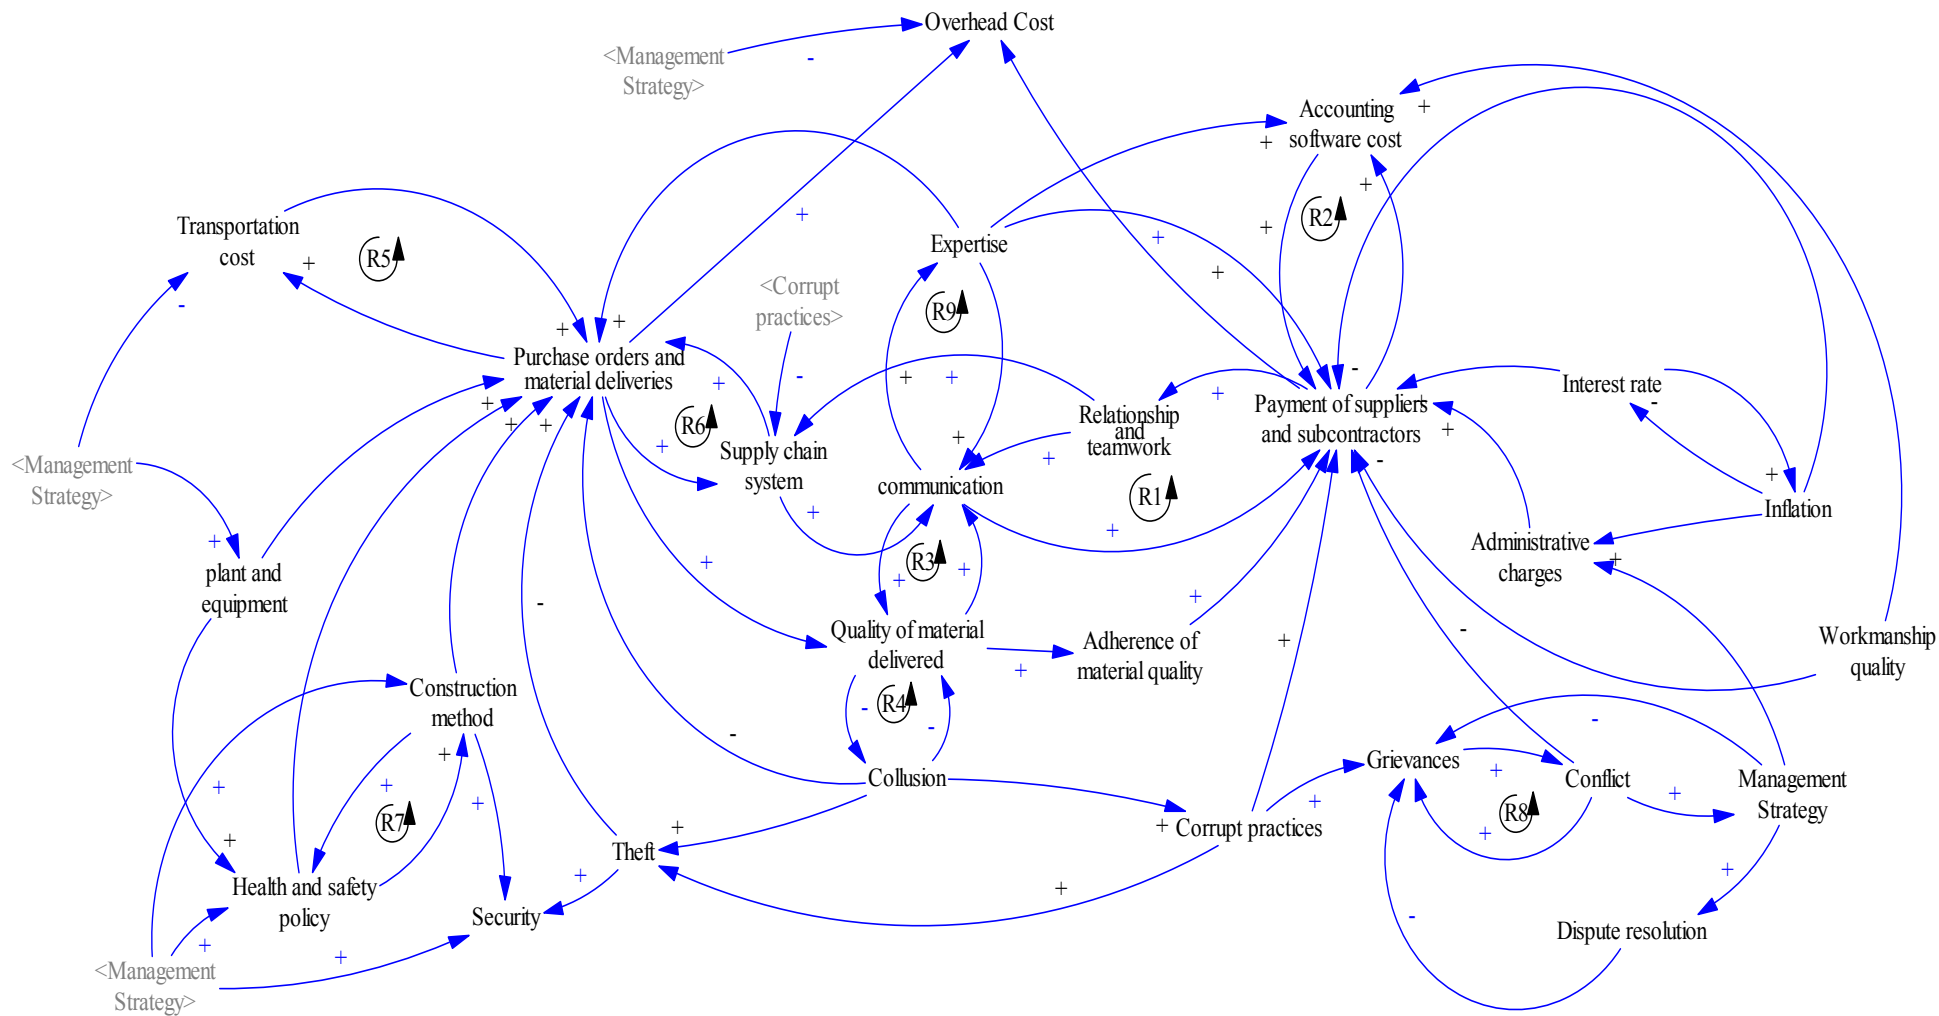 Overhead Cost
<Management
Strategy>
Accounting
software cost
Transportation
cost
Expertise
<Corrupt
practices>
Purchase orders and
material deliveries
Interest rate
Payment of suppliers
and subcontractors
Relationship
and
teamwork
Supply chain
system
communication
<Management
Strategy>
Inflation
Administrative
charges
plant and
equipment
Quality of material
delivered
Adherence of
material quality
Workmanship
quality
Construction
method
Collusion
Grievances
Conflict
Management
Strategy
Corrupt practices
Theft
Health and safety
policy
Security
Dispute resolution
<Management
Strategy>
R1
R2
R3
R4
R5
R6
R7
R8
R9
-
+
+
+
+
+
+
+
+
-
+
+
+
-
+
+
-
+
+
+
+
+
+
+
+
-
+
-
+
+
+
+
+
+
+
+
+
-
-
-
+
+
+
+
+
+
+
-
-
-
+
+
+
+
+
+
+
-
+
+
-